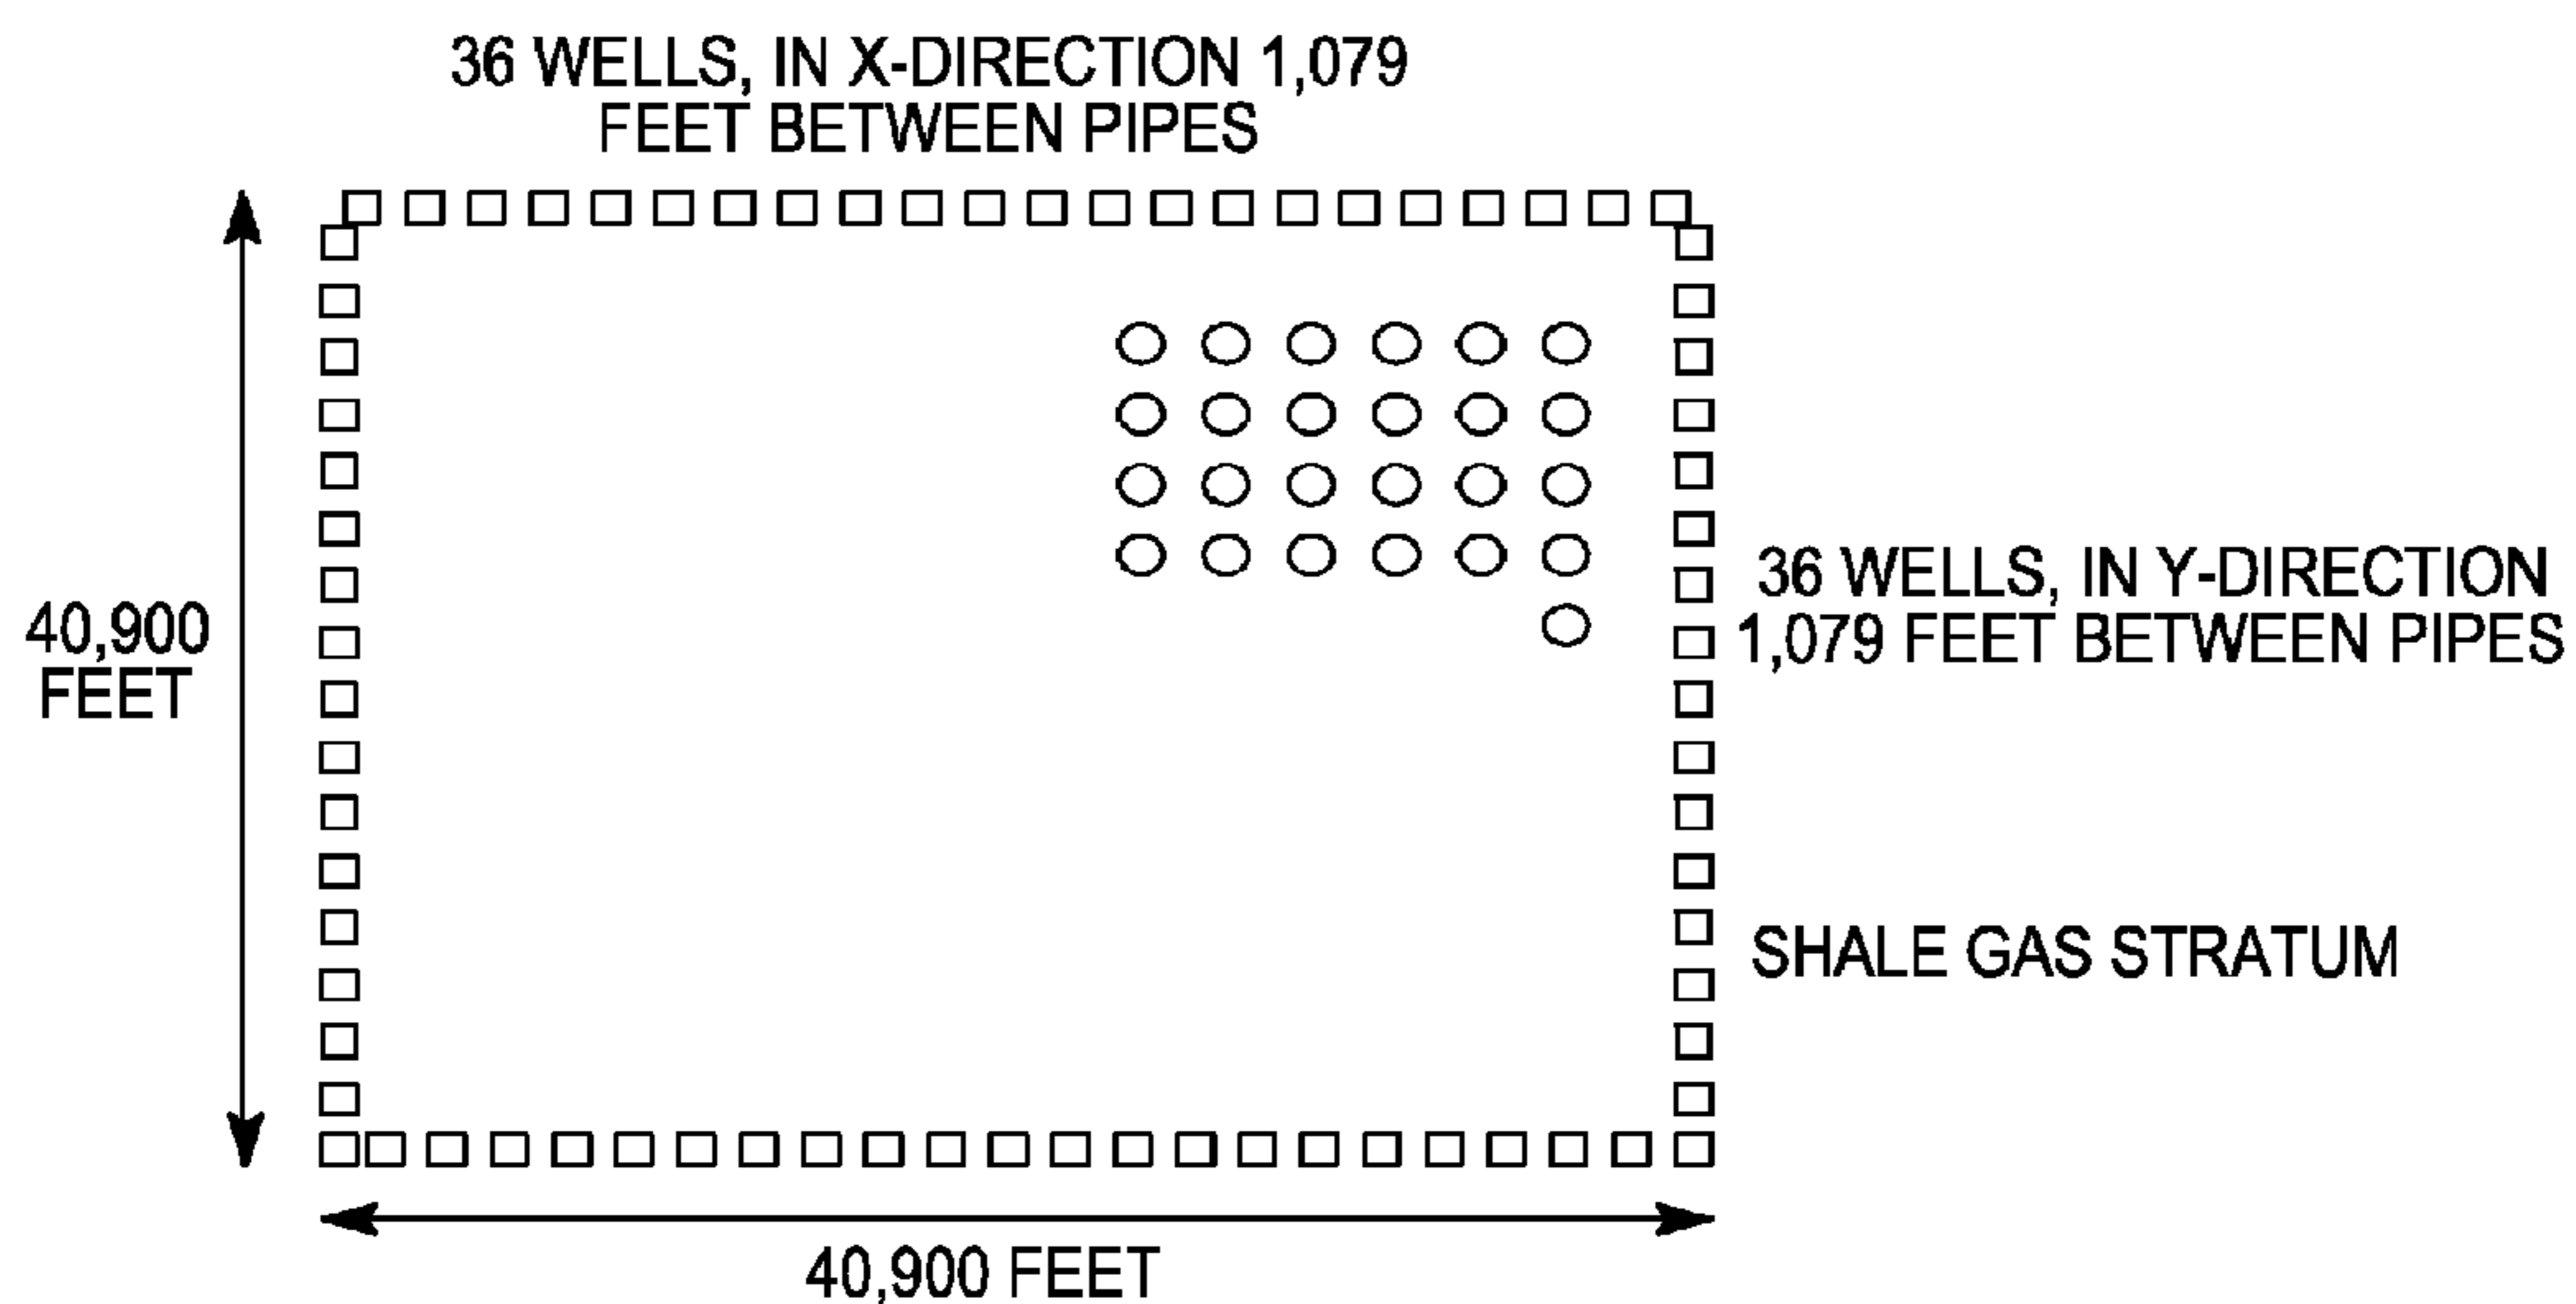 36 WELLS, IN X-DIRECTION 1,079
FEET BETWEEN PIPES
40,900
FEET
36 WELLS, IN Y-DIRECTION
1,079 FEET BETWEEN PIPES
SHALE GAS STRATUM
40,900 FEET